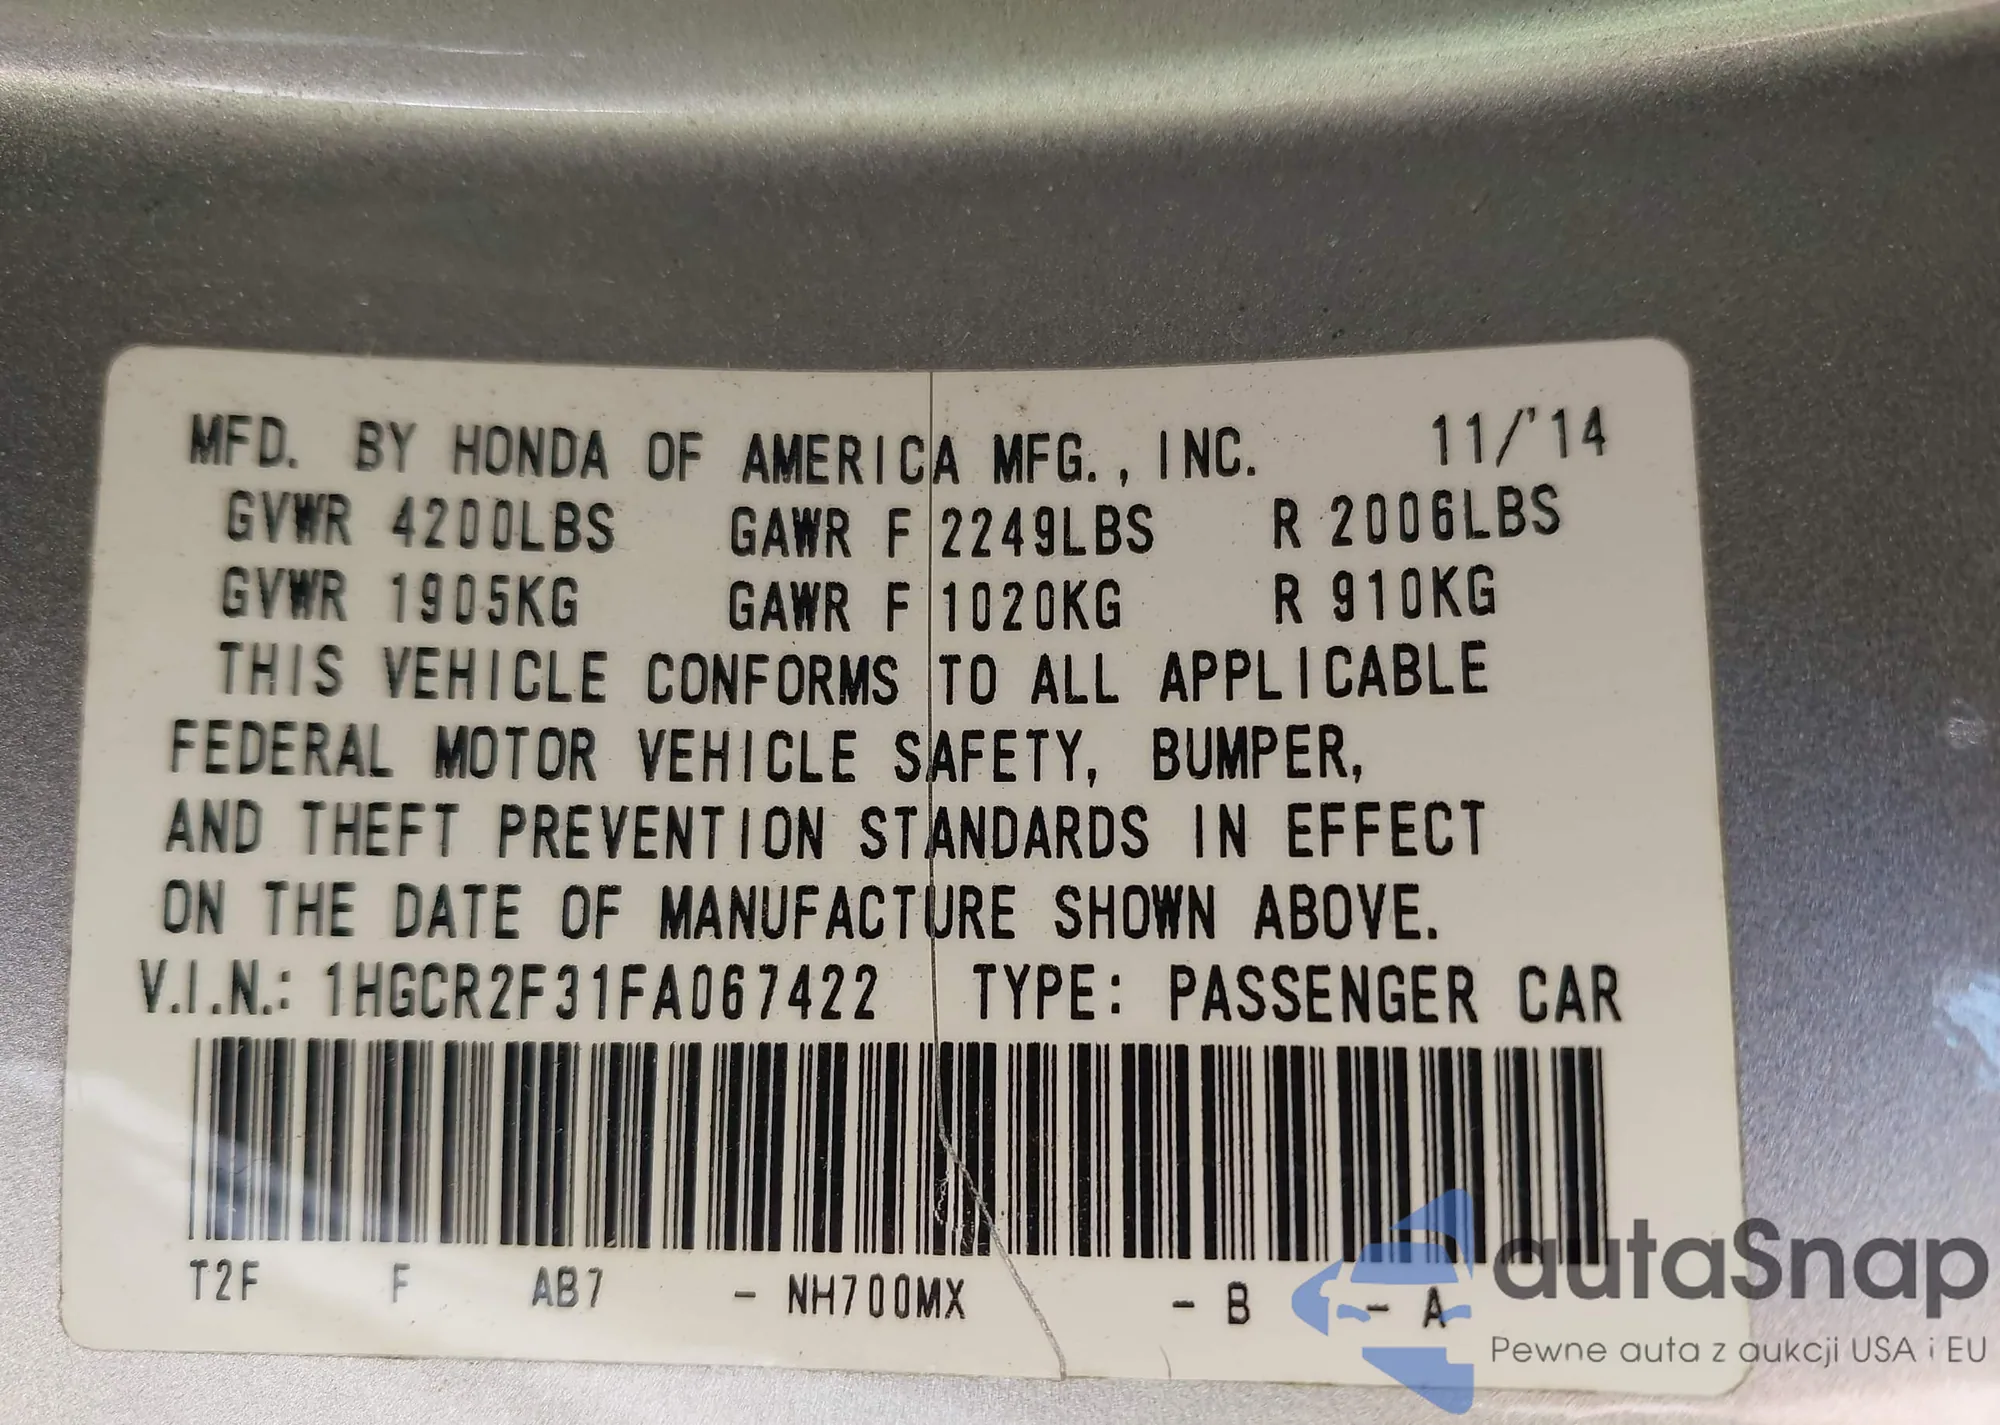 MFD. BY HONDA OF AMERICA MFG., INC. 11/'14
GVWR 4200LBS GAWR F 2249LBS R 2006LBS
GVWR 1905KG GAWR F 1020KG R 910KG
THIS VEHICLE CONFORMS TO ALL APPLICABLE
FEDERAL MOTOR VEHICLE SAFETY, BUMPER,
AND THEFT PREVENTION STANDARDS IN EFFECT
ON THE DATE OF MANUFACTURE SHOWN ABOVE.
V.I.N.: 1HGCR2F31FA067422 TYPE: PASSENGER CAR
T2F F AB7 - NH700MX - B - A
autaSnap
Pewne auta z aukcji USA i EU